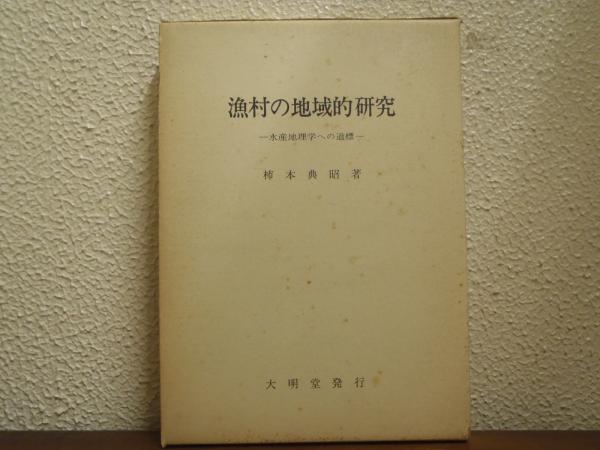 漁村の地域的研究
―水産地理学への道標―
柿本典昭著
大明堂発行